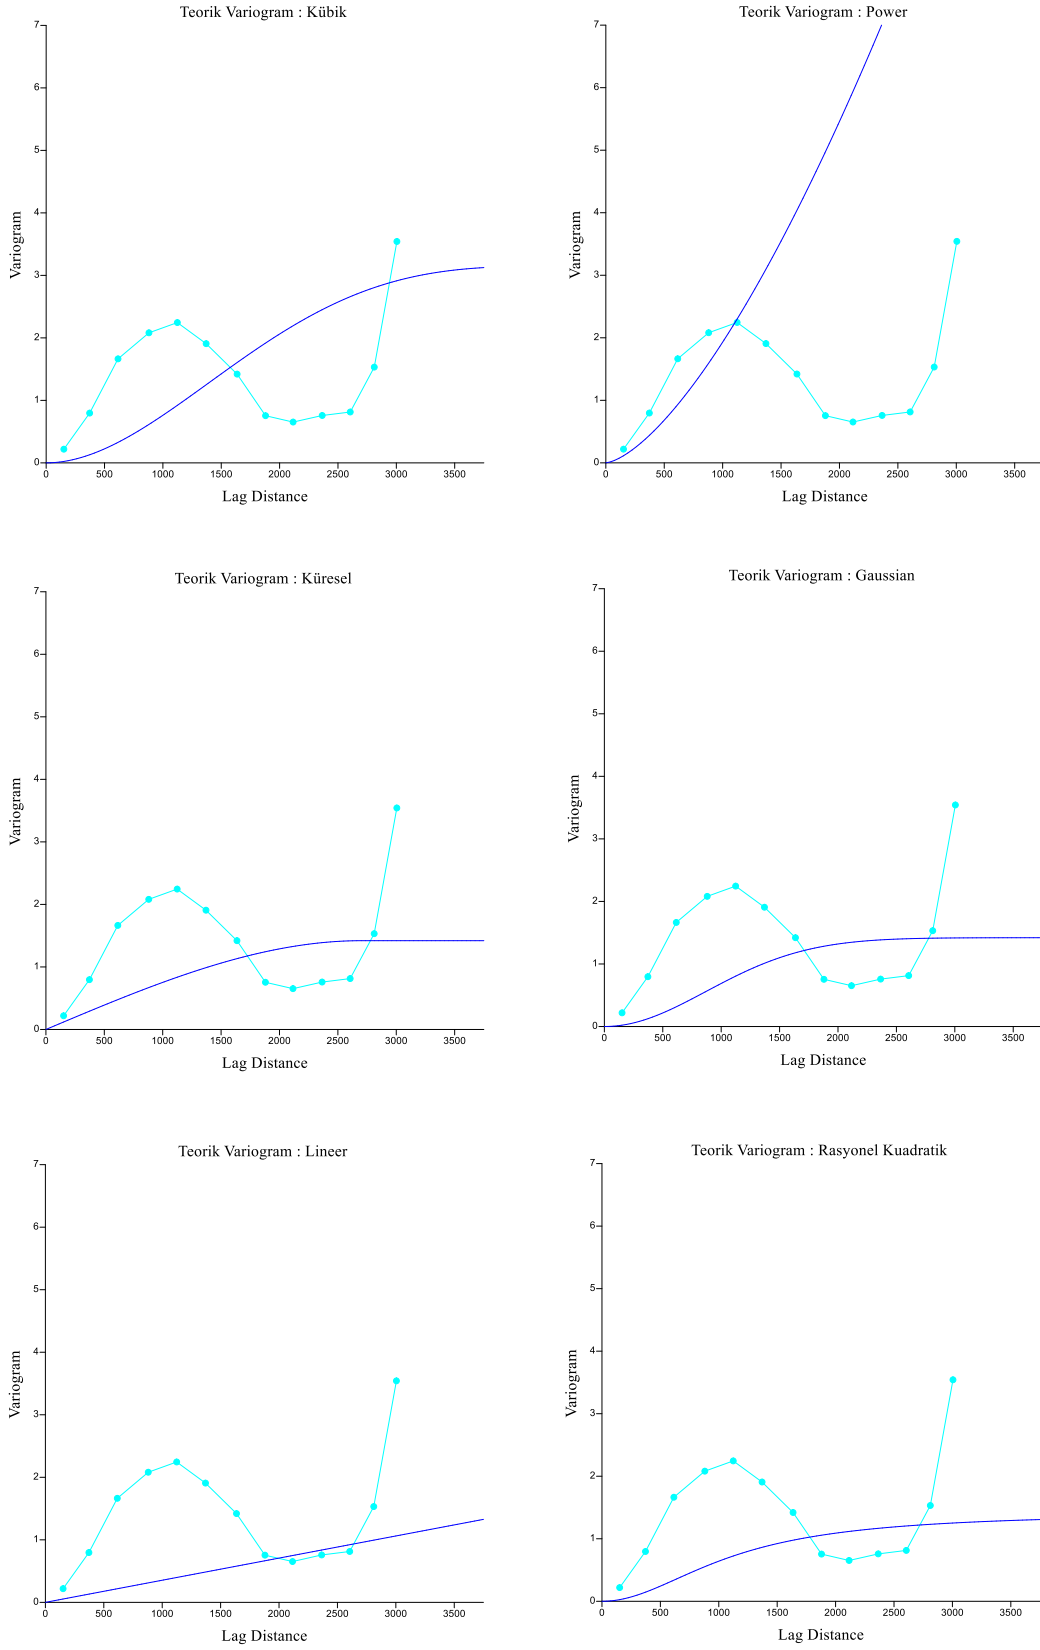 Teorik Variogram : Kübik
7
6
5
4
3
2
1
0
Variogram
0 500 1000 1500 2000 2500 3000 3500
Lag Distance
Teorik Variogram : Power
7
6
5
4
3
2
1
0
Variogram
0 500 1000 1500 2000 2500 3000 3500
Lag Distance
Teorik Variogram : Küresel
7
6
5
4
3
2
1
0
Variogram
0 500 1000 1500 2000 2500 3000 3500
Lag Distance
Teorik Variogram : Gaussian
7
6
5
4
3
2
1
0
Variogram
0 500 1000 1500 2000 2500 3000 3500
Lag Distance
Teorik Variogram : Lineer
7
6
5
4
3
2
1
0
Variogram
0 500 1000 1500 2000 2500 3000 3500
Lag Distance
Teorik Variogram : Rasyonel Kuadratik
7
6
5
4
3
2
1
0
Variogram
0 500 1000 1500 2000 2500 3000 3500
Lag Distance